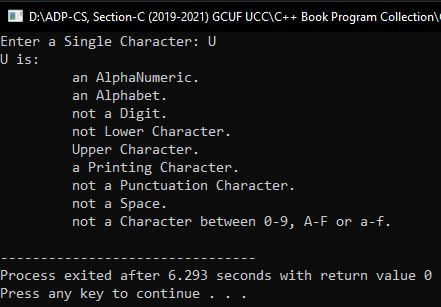 D:\ADP-CS, Section-C (2019-2021) GCUF UCC\C++ Book Program Collection\
Enter a Single Character: U
U is:
an AlphaNumeric.
an Alphabet.
not a Digit.
not Lower Character.
Upper Character.
a Printing Character.
not a Punctuation Character.
not a Space.
not a Character between 0-9, A-F or a-f.
--------------------------------
Process exited after 6.293 seconds with return value 0
Press any key to continue . . .